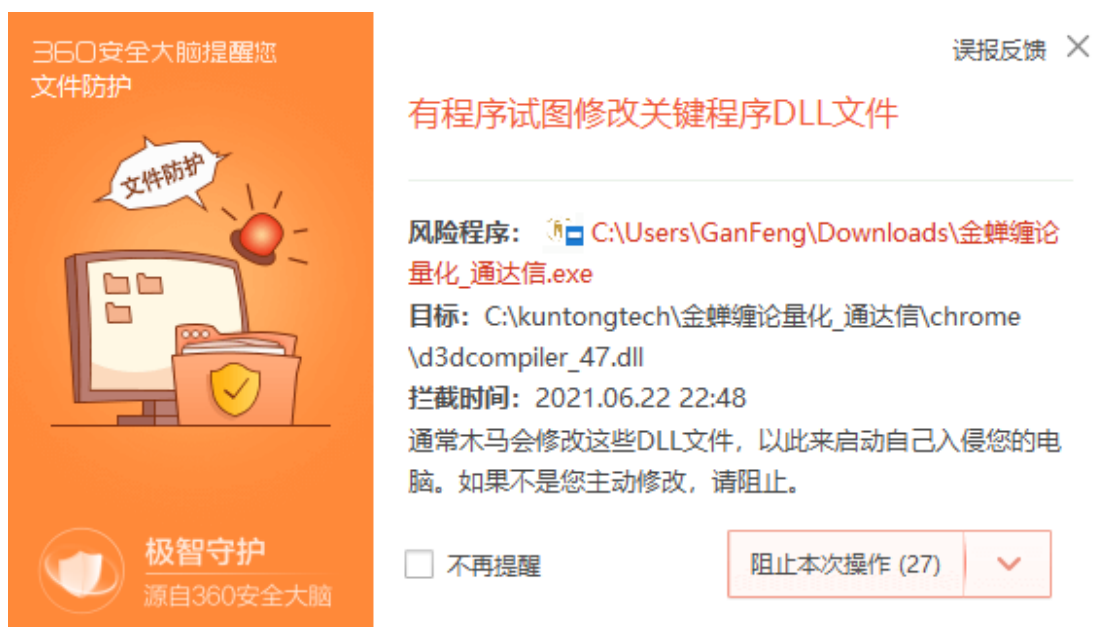 360安全大脑提醒您
文件防护
文件防护
极智守护
源自360安全大脑
误报反馈
有程序试图修改关键程序DLL文件
风险程序： C:\Users\GanFeng\Downloads\金蝉缠论
量化_通达信.exe
目标：C:\kuntongtech\金蝉缠论量化_通达信\chrome
\d3dcompiler_47.dll
拦截时间：2021.06.22 22:48
通常木马会修改这些DLL文件，以此来启动自己入侵您的电
脑。如果不是您主动修改，请阻止。
不再提醒
阻止本次操作 (27)